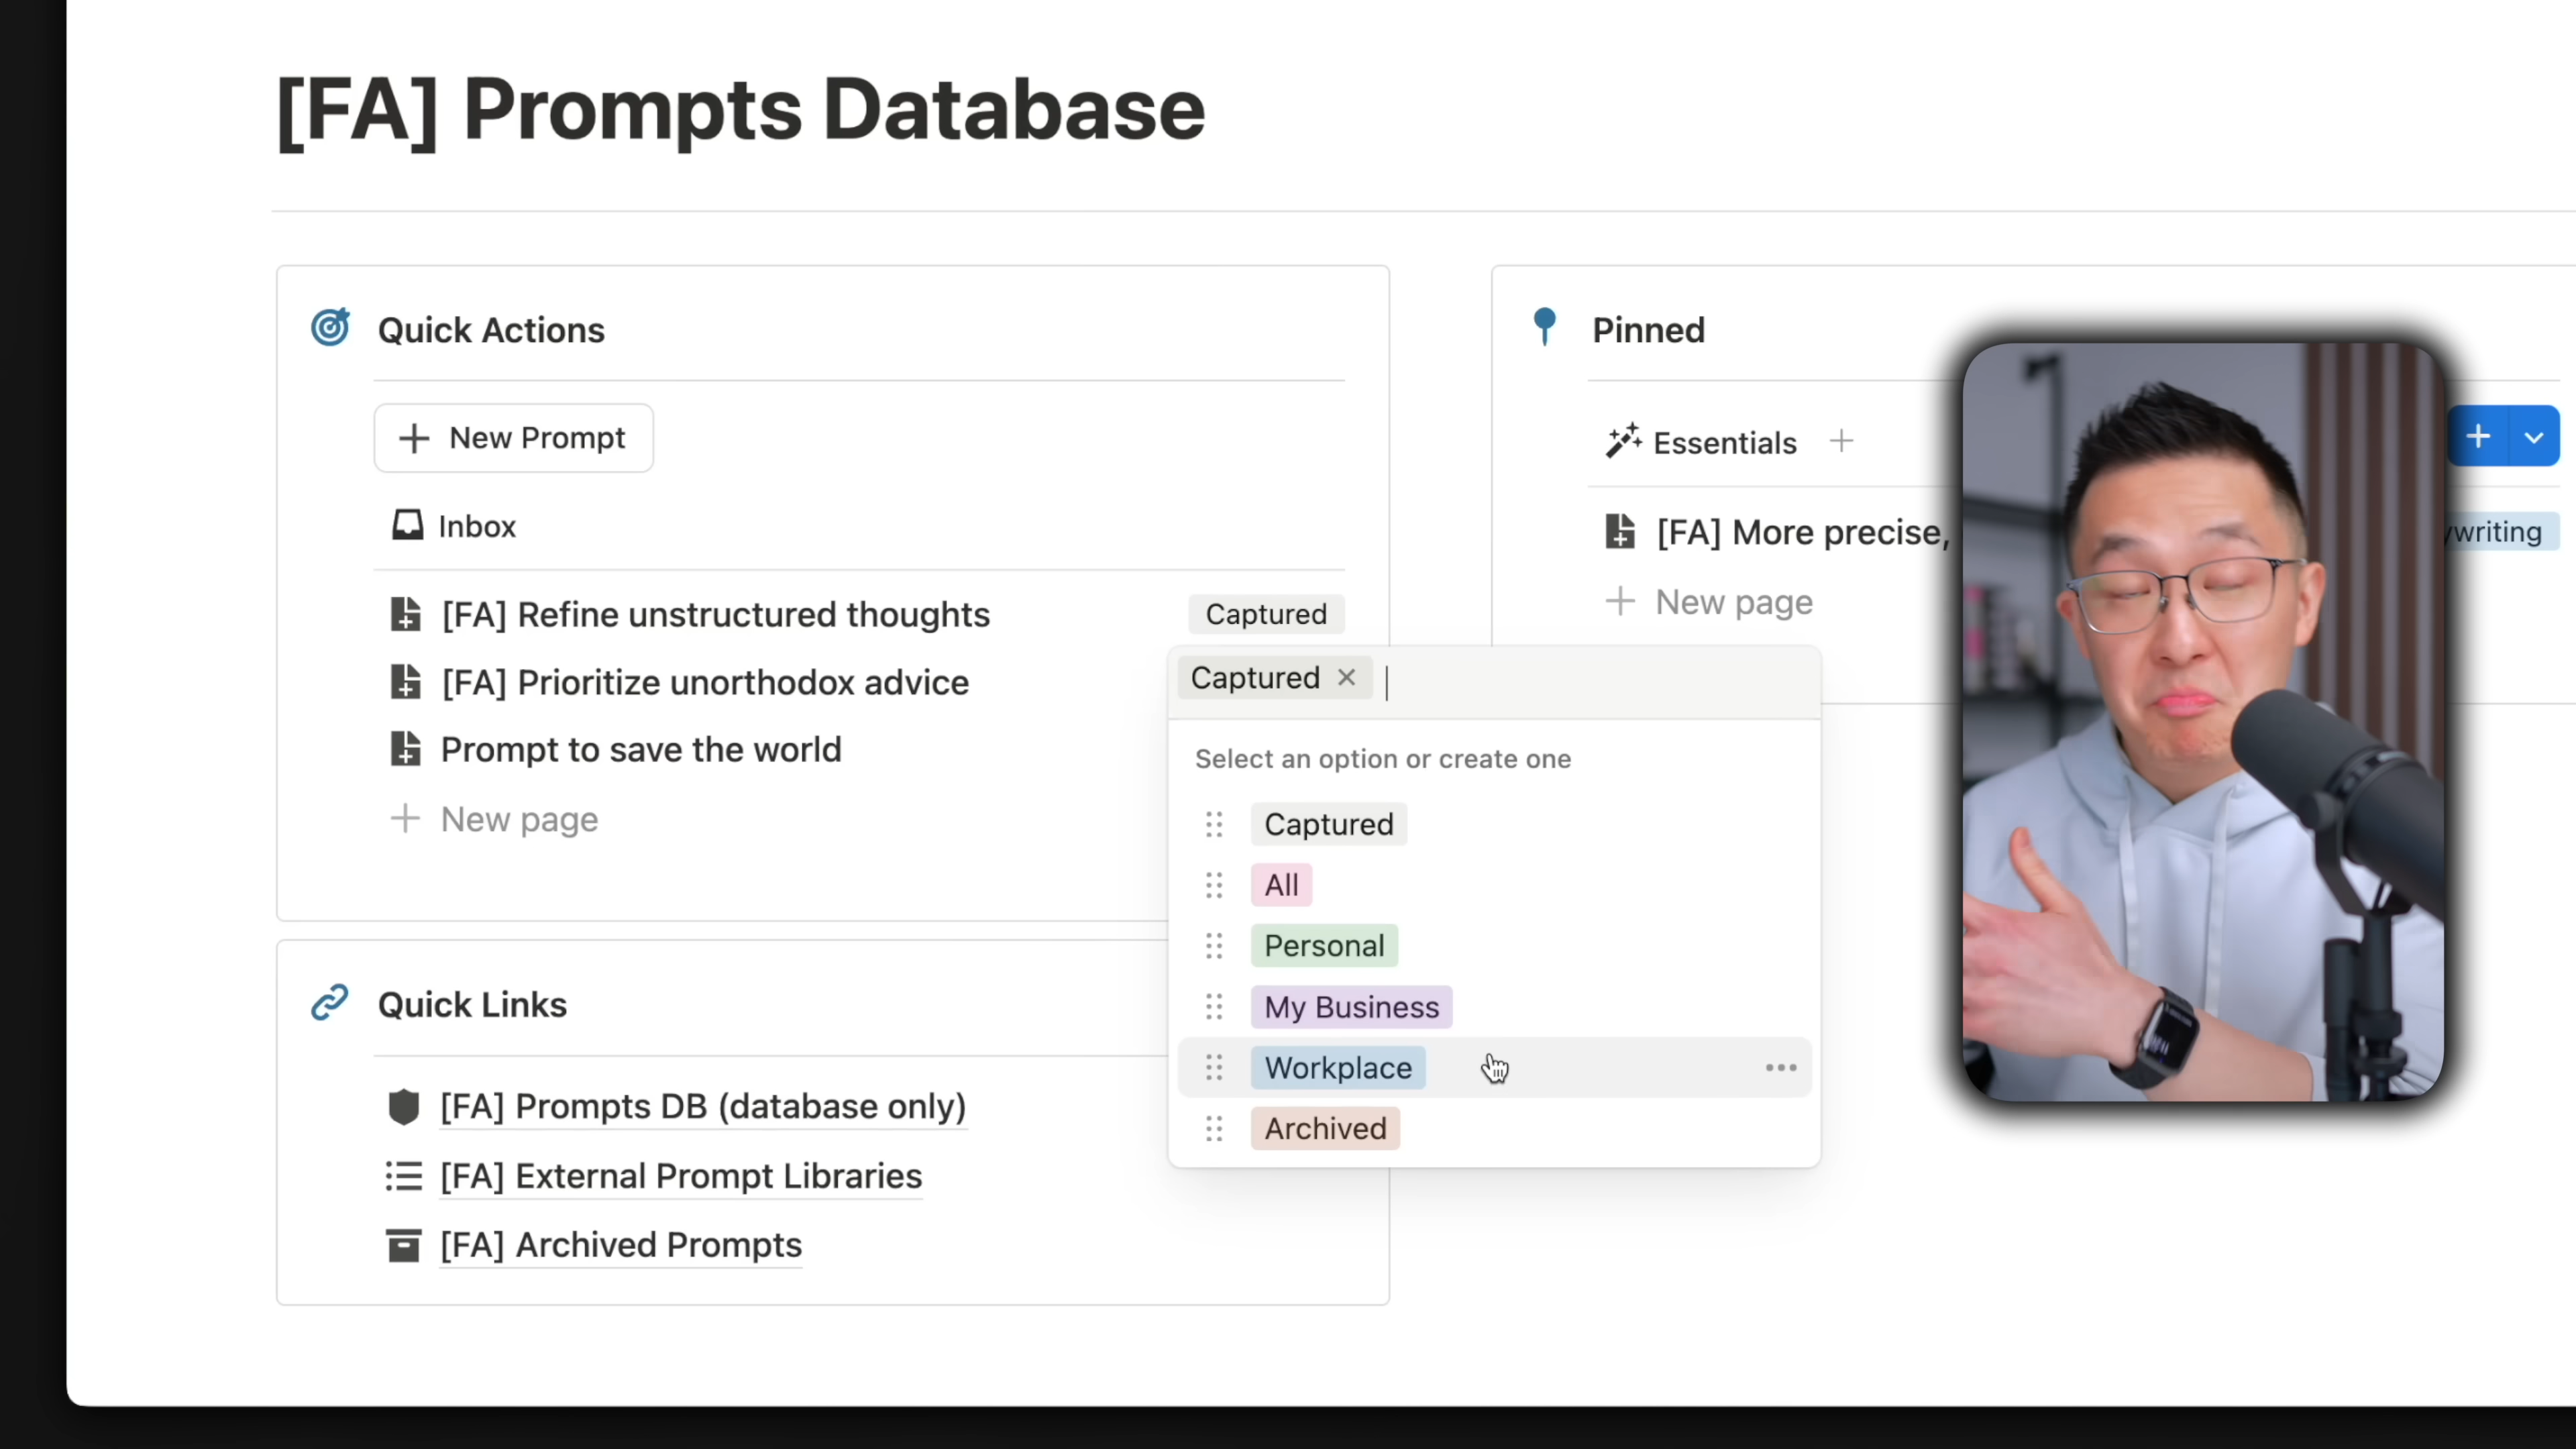 [FA] Prompts Database
Quick Actions
New Prompt
Inbox
[FA] Refine unstructured thoughts
Captured
[FA] Prioritize unorthodox advice
Prompt to save the world
New page
Captured
Select an option or create one
Captured
All
Personal
My Business
Workplace
Archived
Quick Links
[FA] Prompts DB (database only)
[FA] External Prompt Libraries
[FA] Archived Prompts
Pinned
Essentials
[FA] More precise,
writing
New page